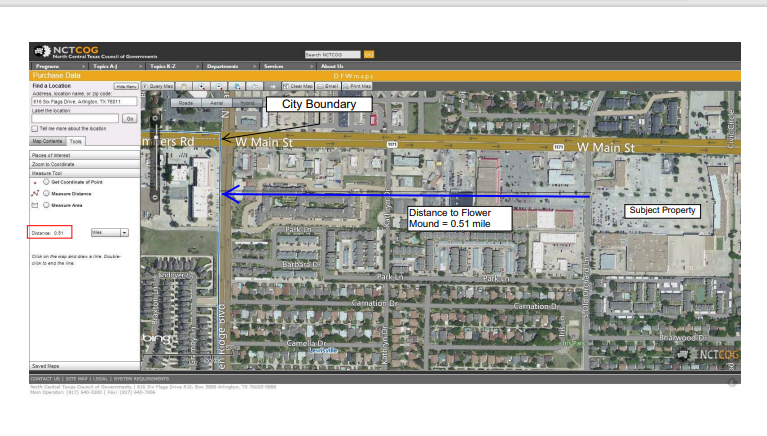 NCTCOG
North Central Texas Council of Governments
Search NCTCOG
GO
Programs > Topics A-J > Topics K-Z > Departments > Services > About Us
Purchase Data
DFWmaps
Find a Location
Hide Menu
Query Map
Clear Map
Email
Print Map
Address, location name, or zip code:
616 Six Flags Drive, Arlington, TX 76011
Label the location:
Go
Tell me more about the location
Map Contents
Tools
Places of Interest
Zoom to Coordinate
Measure Tool
Get Coordinate of Point
Measure Distance
Measure Area
Distance: 0.51
Miles
Click on the map and draw a line. Double-
click to end the line.
Saved Maps
Roads
Aerial
Hybrid
City Boundary
W Main St
1171
1171
W Main St
Distance to Flower
Mound = 0.51 mile
Subject Property
Park Ln
Barbara Dr
Park Ln
Park Ln
Carnation Dr
Carnation Dr
Camella Dr
Lewisville
Briarwood Dr
bing
NCTCOG
CONTACT US | SITE MAP | LEGAL | SYSTEM REQUIREMENTS
North Central Texas Council of Governments | 616 Six Flags Drive P.O. Box 5888 Arlington, TX 76005-5888
Main Operator: (817) 640-3300 | Fax: (817) 640-7806